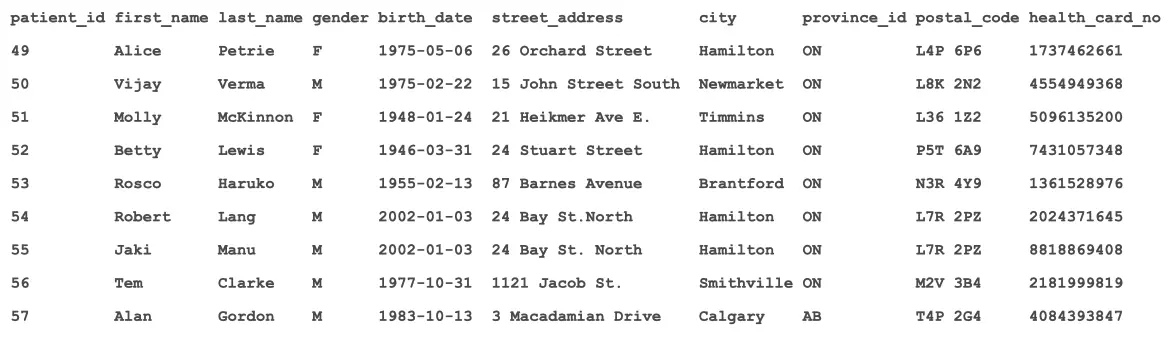 patient_id first_name last_name gender birth_date street_address city province_id postal_code health_card_no
49 Alice Petrie F 1975-05-06 26 Orchard Street Hamilton ON L4P 6P6 1737462661
50 Vijay Verma M 1975-02-22 15 John Street South Newmarket ON L8K 2N2 4554949368
51 Molly McKinnon F 1948-01-24 21 Heikmer Ave E. Timmins ON L36 1Z2 5096135200
52 Betty Lewis F 1946-03-31 24 Stuart Street Hamilton ON P5T 6A9 7431057348
53 Rosco Haruko M 1955-02-13 87 Barnes Avenue Brantford ON N3R 4Y9 1361528976
54 Robert Lang M 2002-01-03 24 Bay St.North Hamilton ON L7R 2PZ 2024371645
55 Jaki Manu M 2002-01-03 24 Bay St. North Hamilton ON L7R 2PZ 8818869408
56 Tem Clarke M 1977-10-31 1121 Jacob St. Smithville ON M2V 3B4 2181999819
57 Alan Gordon M 1983-10-13 3 Macadamian Drive Calgary AB T4P 2G4 4084393847